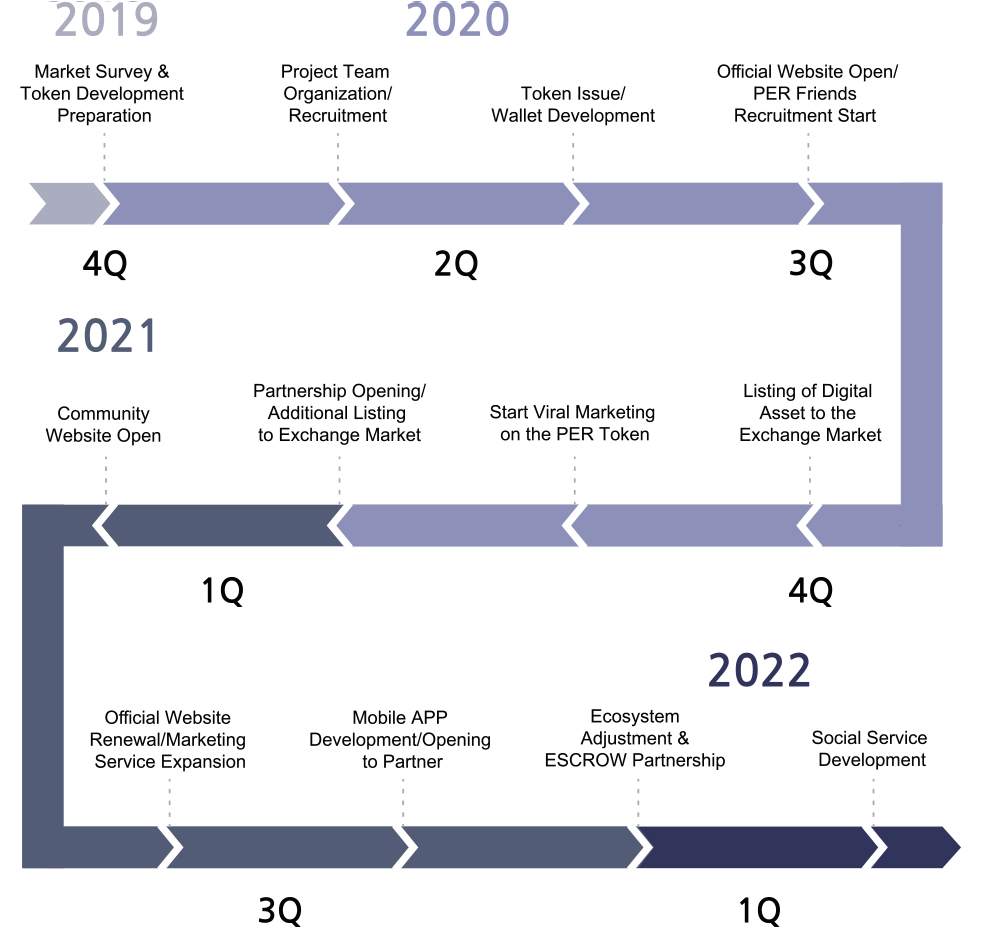 2019
2020
Market Survey &
Token Development
Preparation
Project Team
Organization/
Recruitment
Token Issue/
Wallet Development
Official Website Open/
PER Friends
Recruitment Start
4Q
2Q
3Q
2021
Community
Website Open
Partnership Opening/
Additional Listing
to Exchange Market
Start Viral Marketing
on the PER Token
Listing of Digital
Asset to the
Exchange Market
1Q
4Q
2022
Official Website
Renewal/Marketing
Service Expansion
Mobile APP
Development/Opening
to Partner
Ecosystem
Adjustment &
ESCROW Partnership
Social Service
Development
3Q
1Q